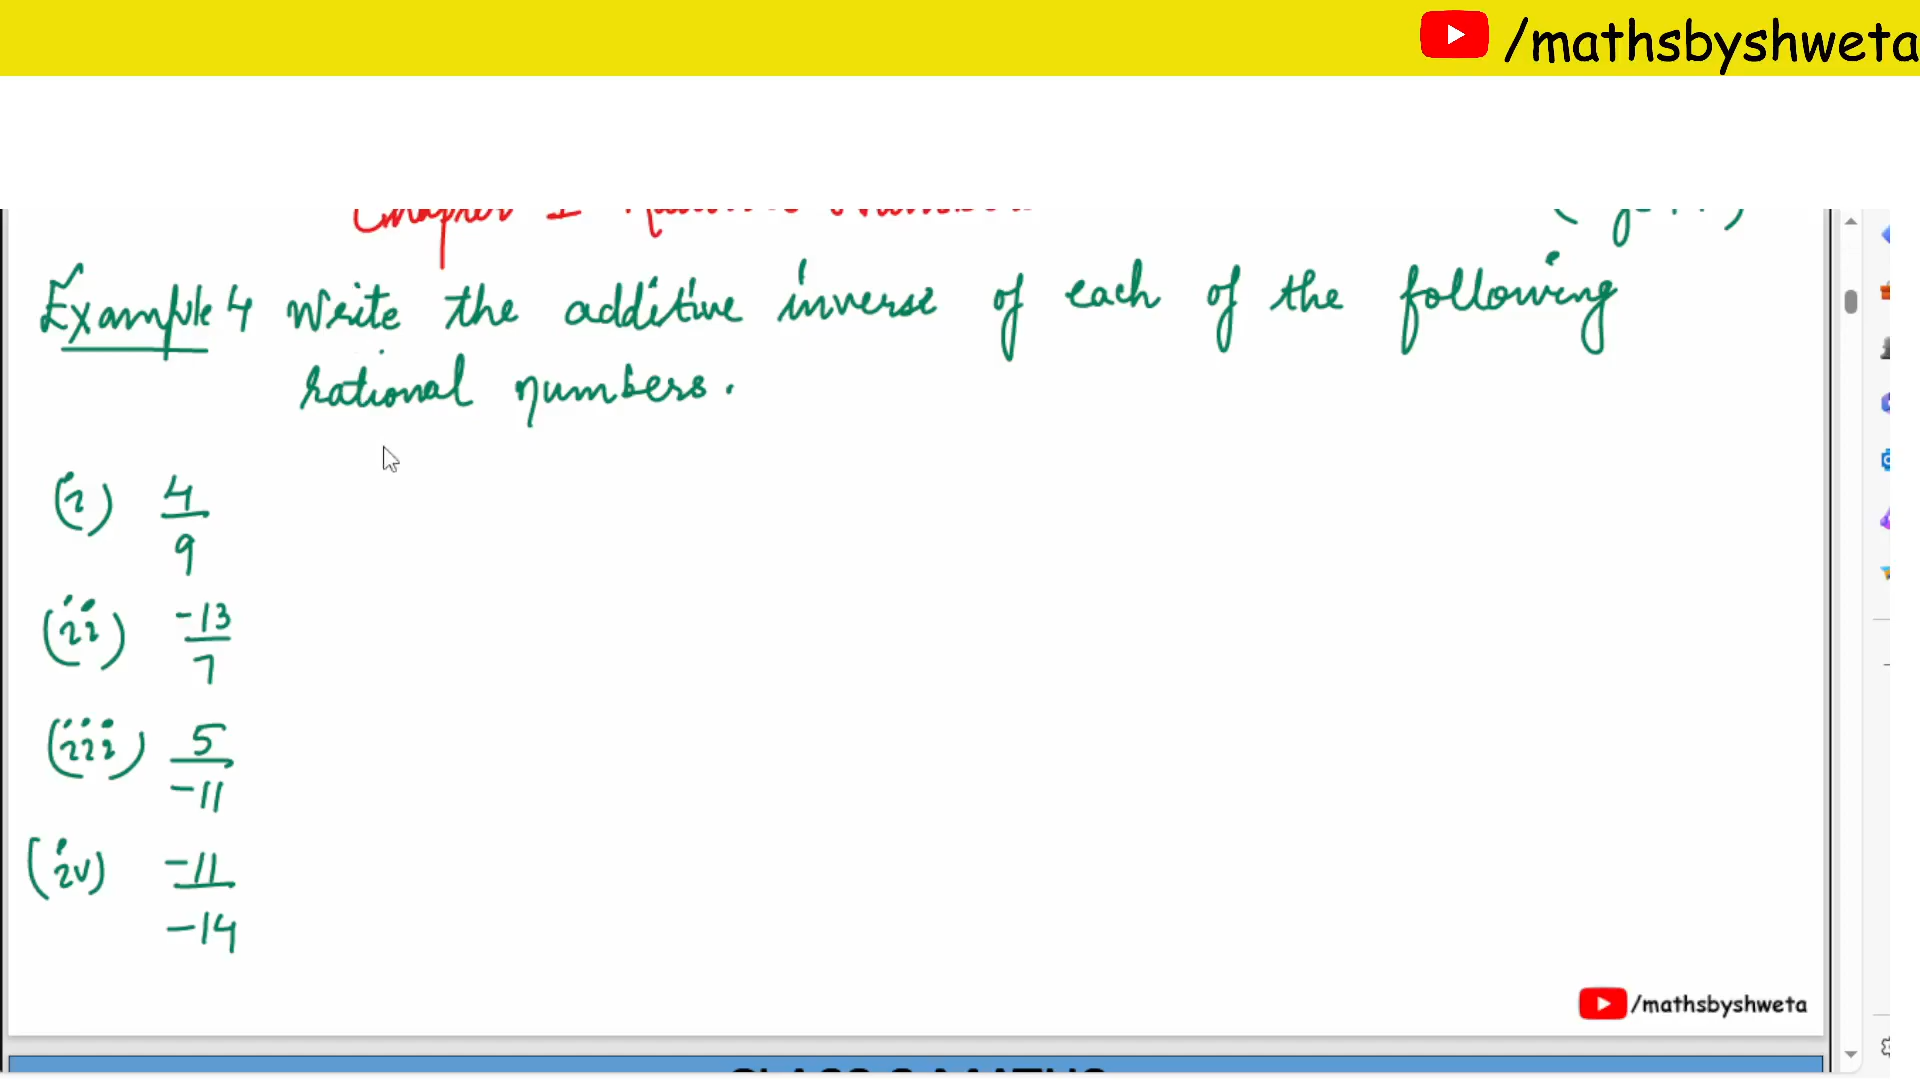 /mathsbyshweta
Example 4 Write the additive inverse of each of the following
rational numbers.
(i) 4/9
(ii) -13/7
(iii) 5/-11
(iv) -11/-14
/mathsbyshweta